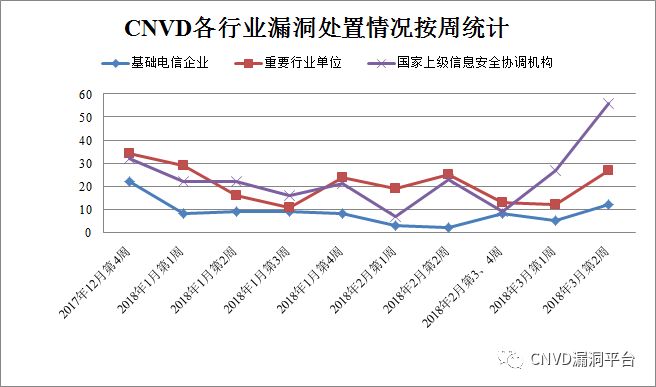 CNVD各行业漏洞处置情况按周统计
基础电信企业 重要行业单位 国家上级信息安全协调机构
60
50
40
30
20
10
0
2017年12月第4周
2018年1月第1周
2018年1月第2周
2018年1月第3周
2018年1月第4周
2018年2月第1周
2018年2月第2周
2018年2月第3、4周
2018年3月第1周
2018年3月第2周
CNVD漏洞平台